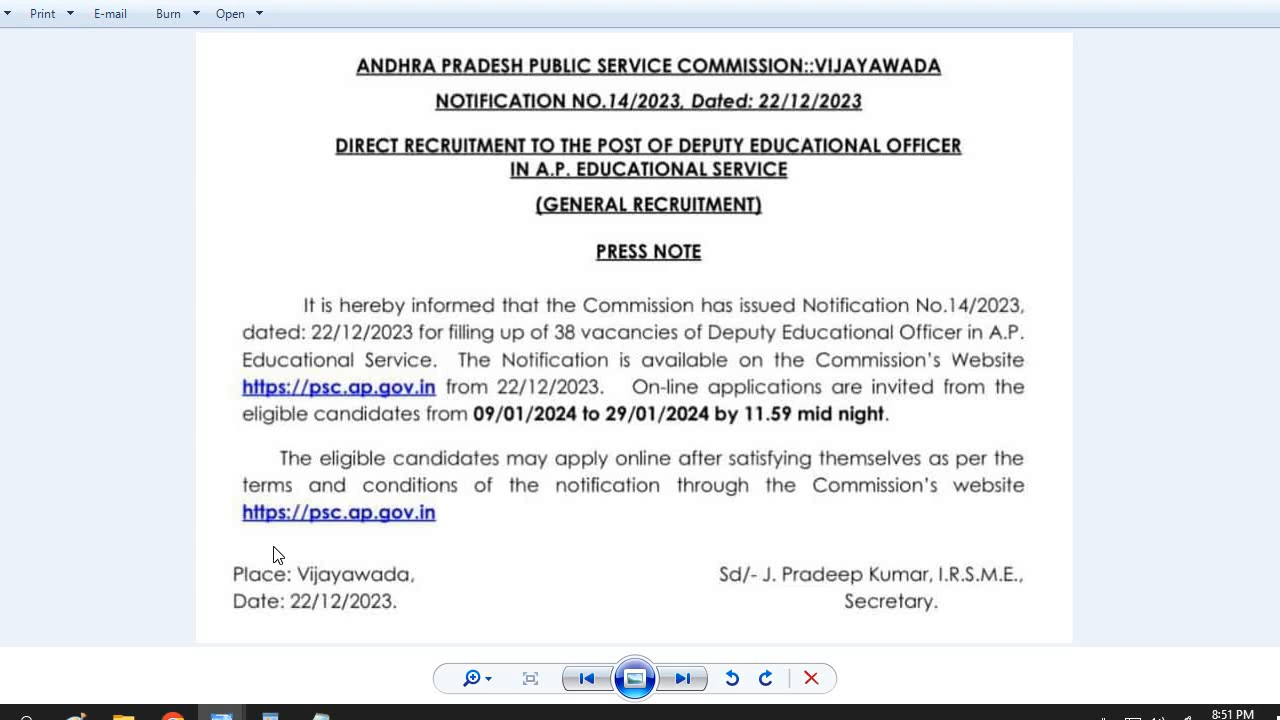 Print E-mail Burn Open
ANDHRA PRADESH PUBLIC SERVICE COMMISSION::VIJAYAWADA
NOTIFICATION NO.14/2023, Dated: 22/12/2023
DIRECT RECRUITMENT TO THE POST OF DEPUTY EDUCATIONAL OFFICER
IN A.P. EDUCATIONAL SERVICE
(GENERAL RECRUITMENT)
PRESS NOTE
It is hereby informed that the Commission has issued Notification No.14/2023,
dated: 22/12/2023 for filling up of 38 vacancies of Deputy Educational Officer in A.P.
Educational Service. The Notification is available on the Commission's Website
https://psc.ap.gov.in from 22/12/2023. On-line applications are invited from the
eligible candidates from 09/01/2024 to 29/01/2024 by 11.59 mid night.
The eligible candidates may apply online after satisfying themselves as per the
terms and conditions of the notification through the Commission's website
https://psc.ap.gov.in
Place: Vijayawada, Sd/- J. Pradeep Kumar, I.R.S.M.E.,
Date: 22/12/2023. Secretary.
8:51 PM